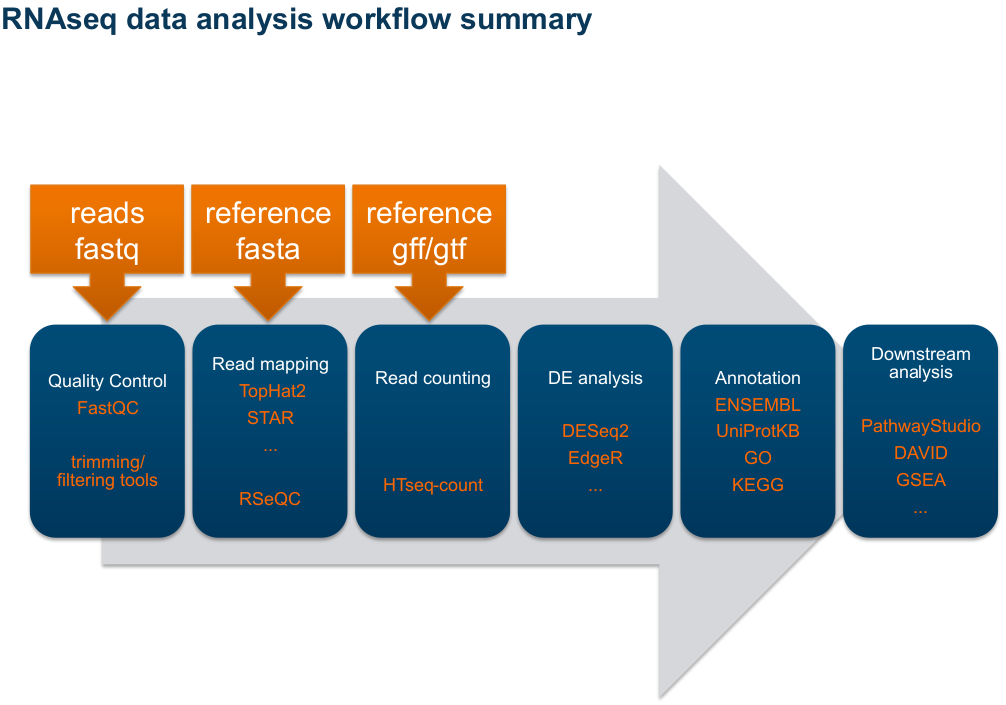 RNAseq data analysis workflow summary
reads
fastq
reference
fasta
reference
gff/gtf
Quality Control
FastQC
trimming/
filtering tools
Read mapping
TopHat2
STAR
...
RSeQC
Read counting
HTseq-count
DE analysis
DESeq2
EdgeR
...
Annotation
ENSEMBL
UniProtKB
GO
KEGG
Downstream
analysis
PathwayStudio
DAVID
GSEA
...